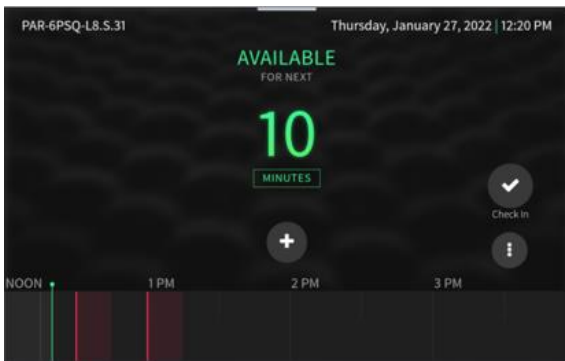 PAR-6PSQ-L8.S.31 Thursday, January 27, 2022 | 12:20 PM
AVAILABLE
FOR NEXT
10
MINUTES
Check In
NOON 1 PM 2 PM 3 PM